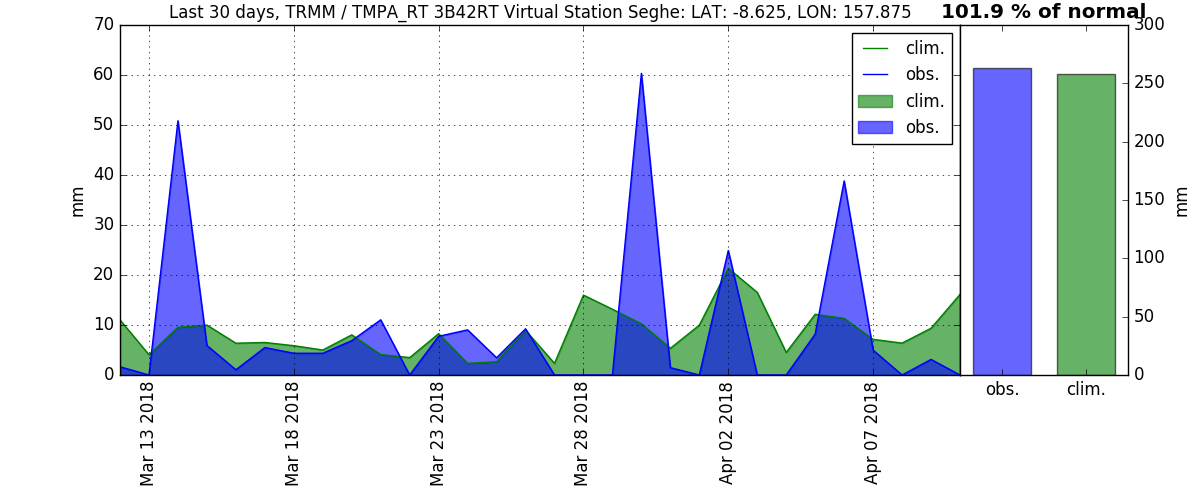 Last 30 days, TRMM / TMPA_RT 3B42RT Virtual Station Seghe: LAT: -8.625, LON: 157.875
101.9 % of normal
70
60
50
40
30
20
10
0
mm
clim.
obs.
clim.
obs.
Mar 13 2018
Mar 18 2018
Mar 23 2018
Mar 28 2018
Apr 02 2018
Apr 07 2018
300
250
200
150
100
50
0
mm
obs.
clim.